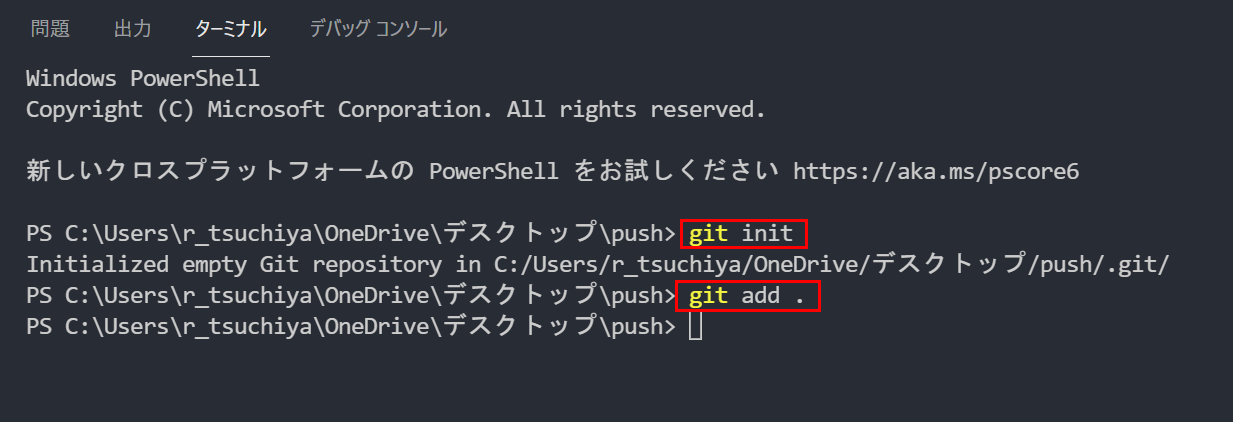 問題 出力 ターミナル デバッグ コンソール
Windows PowerShell
Copyright (C) Microsoft Corporation. All rights reserved.
新しいクロスプラットフォームの PowerShell をお試しください https://aka.ms/pscore6
PS C:\Users\r_tsuchiya\OneDrive\デスクトップ\push> git init
Initialized empty Git repository in C:/Users/r_tsuchiya/OneDrive/デスクトップ/push/.git/
PS C:\Users\r_tsuchiya\OneDrive\デスクトップ\push> git add .
PS C:\Users\r_tsuchiya\OneDrive\デスクトップ\push>